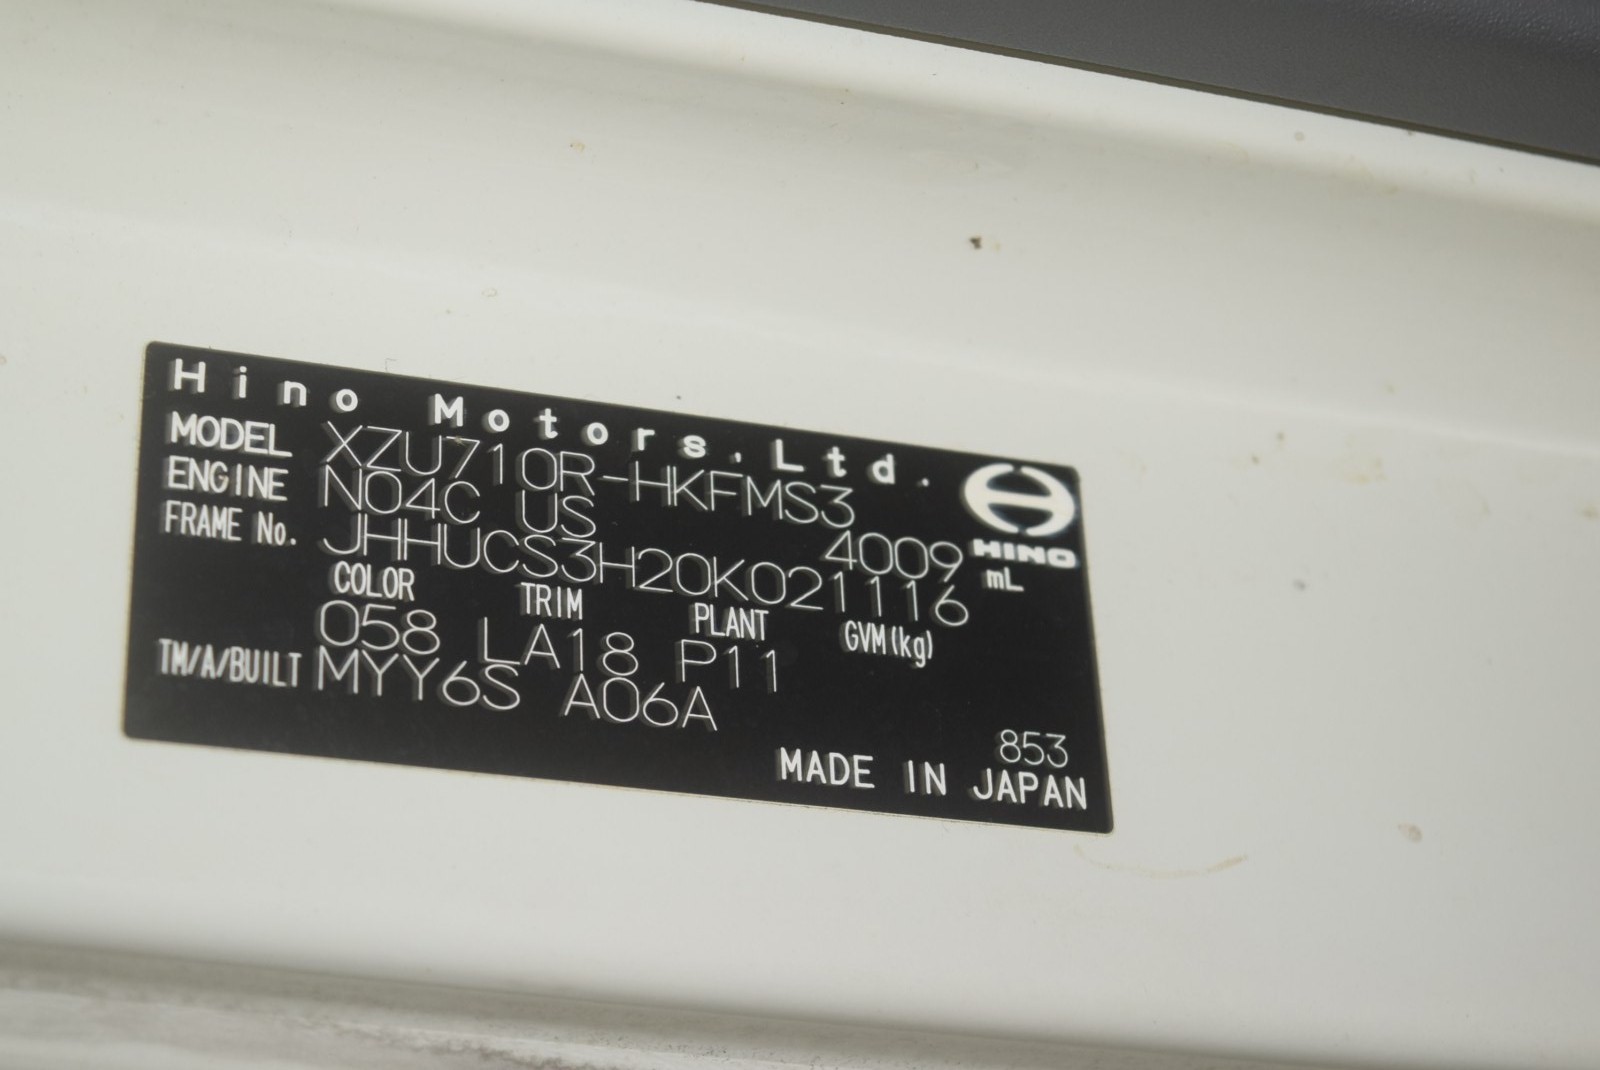 Hino Motors,Ltd.
MODEL XZU710R-HKFMS3
ENGINE N04C US 4009 mL
FRAME No. JHHUCS3H20K021116
COLOR TRIM PLANT GVM(kg)
058 LA18 P11
TM/A/BUILT MYY6S A06A
853
MADE IN JAPAN
HINO